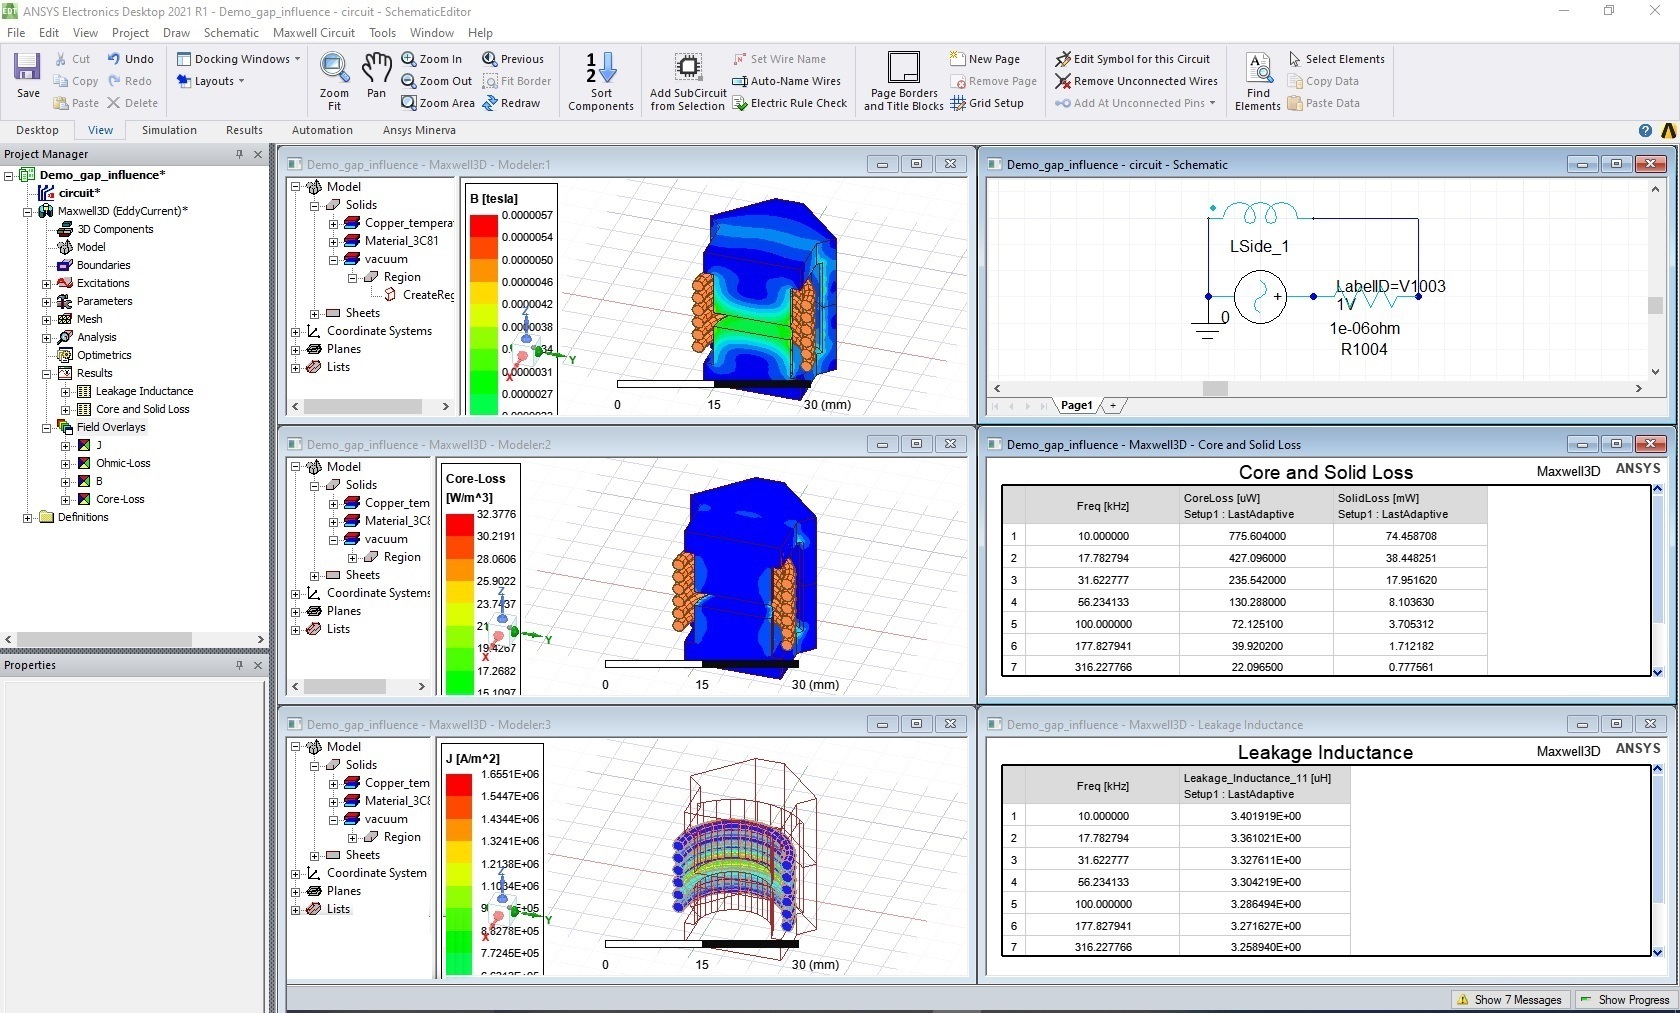 EDT ANSYS Electronics Desktop 2021 R1 - Demo_gap_influence - circuit - SchematicEditor
File Edit View Project Draw Schematic Maxwell Circuit Tools Window Help
Save
Cut
Copy
Paste
Undo
Redo
Delete
Docking Windows
Layouts
Zoom
Fit
Pan
Zoom In
Zoom Out
Zoom Area
Previous
Fit Border
Redraw
1
2
Sort
Components
Add SubCircuit
from Selection
Set Wire Name
Auto-Name Wires
Electric Rule Check
Page Borders
and Title Blocks
New Page
Remove Page
Grid Setup
Edit Symbol for this Circuit
Remove Unconnected Wires
Add At Unconnected Pins
Find
Elements
Select Elements
Copy Data
Paste Data
Desktop View Simulation Results Automation Ansys Minerva
Project Manager
Demo_gap_influence*
circuit*
Maxwell3D (EddyCurrent)*
3D Components
Model
Boundaries
Excitations
Parameters
Mesh
Analysis
Optimetrics
Results
Leakage Inductance
Core and Solid Loss
Field Overlays
J
Ohmic-Loss
B
Core-Loss
Definitions
Properties
Demo_gap_influence - Maxwell3D - Modeler:1
Model
Solids
Copper_tempera
Material_3C81
vacuum
Region
CreateReg
Sheets
Coordinate Systems
Planes
Lists
B [tesla]
0.0000057
0.0000054
0.0000050
0.0000046
0.0000042
0.0000038
0.0000031
0.0000027
Z
Y
X
0 15 30 (mm)
Demo_gap_influence - circuit - Schematic
LSide_1
LabelID=V1003
1V
0
1e-06ohm
R1004
Page1 +
Demo_gap_influence - Maxwell3D - Modeler:2
Model
Solids
Copper_tem
Material_3C8
vacuum
Region
Sheets
Coordinate Systems
Planes
Lists
Core-Loss
[W/m^3]
32.3776
30.2191
28.0606
25.9022
23.7437
21
19.4267
17.2682
15.1097
Z
Y
X
0 15 30 (mm)
Demo_gap_influence - Maxwell3D - Core and Solid Loss
Core and Solid Loss Maxwell3D ANSYS
Freq [kHz] CoreLoss [uW] SolidLoss [mW]
Setup1 : LastAdaptive Setup1 : LastAdaptive
1 10.000000 775.604000 74.458708
2 17.782794 427.096000 38.448251
3 31.622777 235.542000 17.951620
4 56.234133 130.288000 8.103630
5 100.000000 72.125100 3.705312
6 177.827941 39.920200 1.712182
7 316.227766 22.096500 0.777561
Demo_gap_influence - Maxwell3D - Modeler:3
Model
Solids
Copper_tem
Material_3C8
vacuum
Region
Sheets
Coordinate System
Planes
Lists
J [A/m^2]
1.6551E+06
1.5447E+06
1.4344E+06
1.3241E+06
1.2138E+06
1.1034E+06
8.8278E+05
7.7245E+05
Z
Y
X
0 15 30 (mm)
Demo_gap_influence - Maxwell3D - Leakage Inductance
Leakage Inductance Maxwell3D ANSYS
Freq [kHz] Leakage_Inductance_11 [uH]
Setup1 : LastAdaptive
1 10.000000 3.401919E+00
2 17.782794 3.361021E+00
3 31.622777 3.327611E+00
4 56.234133 3.304219E+00
5 100.000000 3.286494E+00
6 177.827941 3.271627E+00
7 316.227766 3.258940E+00
Show 7 Messages Show Progress